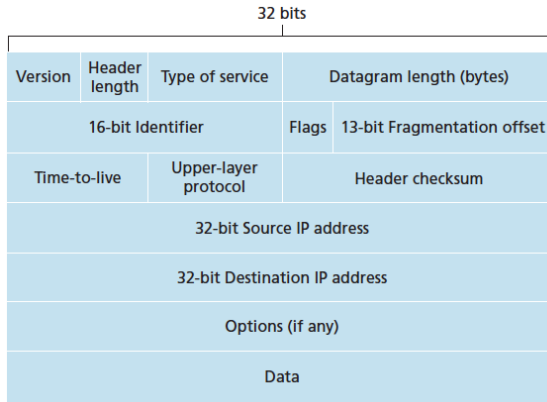 32 bits
Version
Header
length
Type of service
Datagram length (bytes)
16-bit Identifier
Flags
13-bit Fragmentation offset
Time-to-live
Upper-layer
protocol
Header checksum
32-bit Source IP address
32-bit Destination IP address
Options (if any)
Data